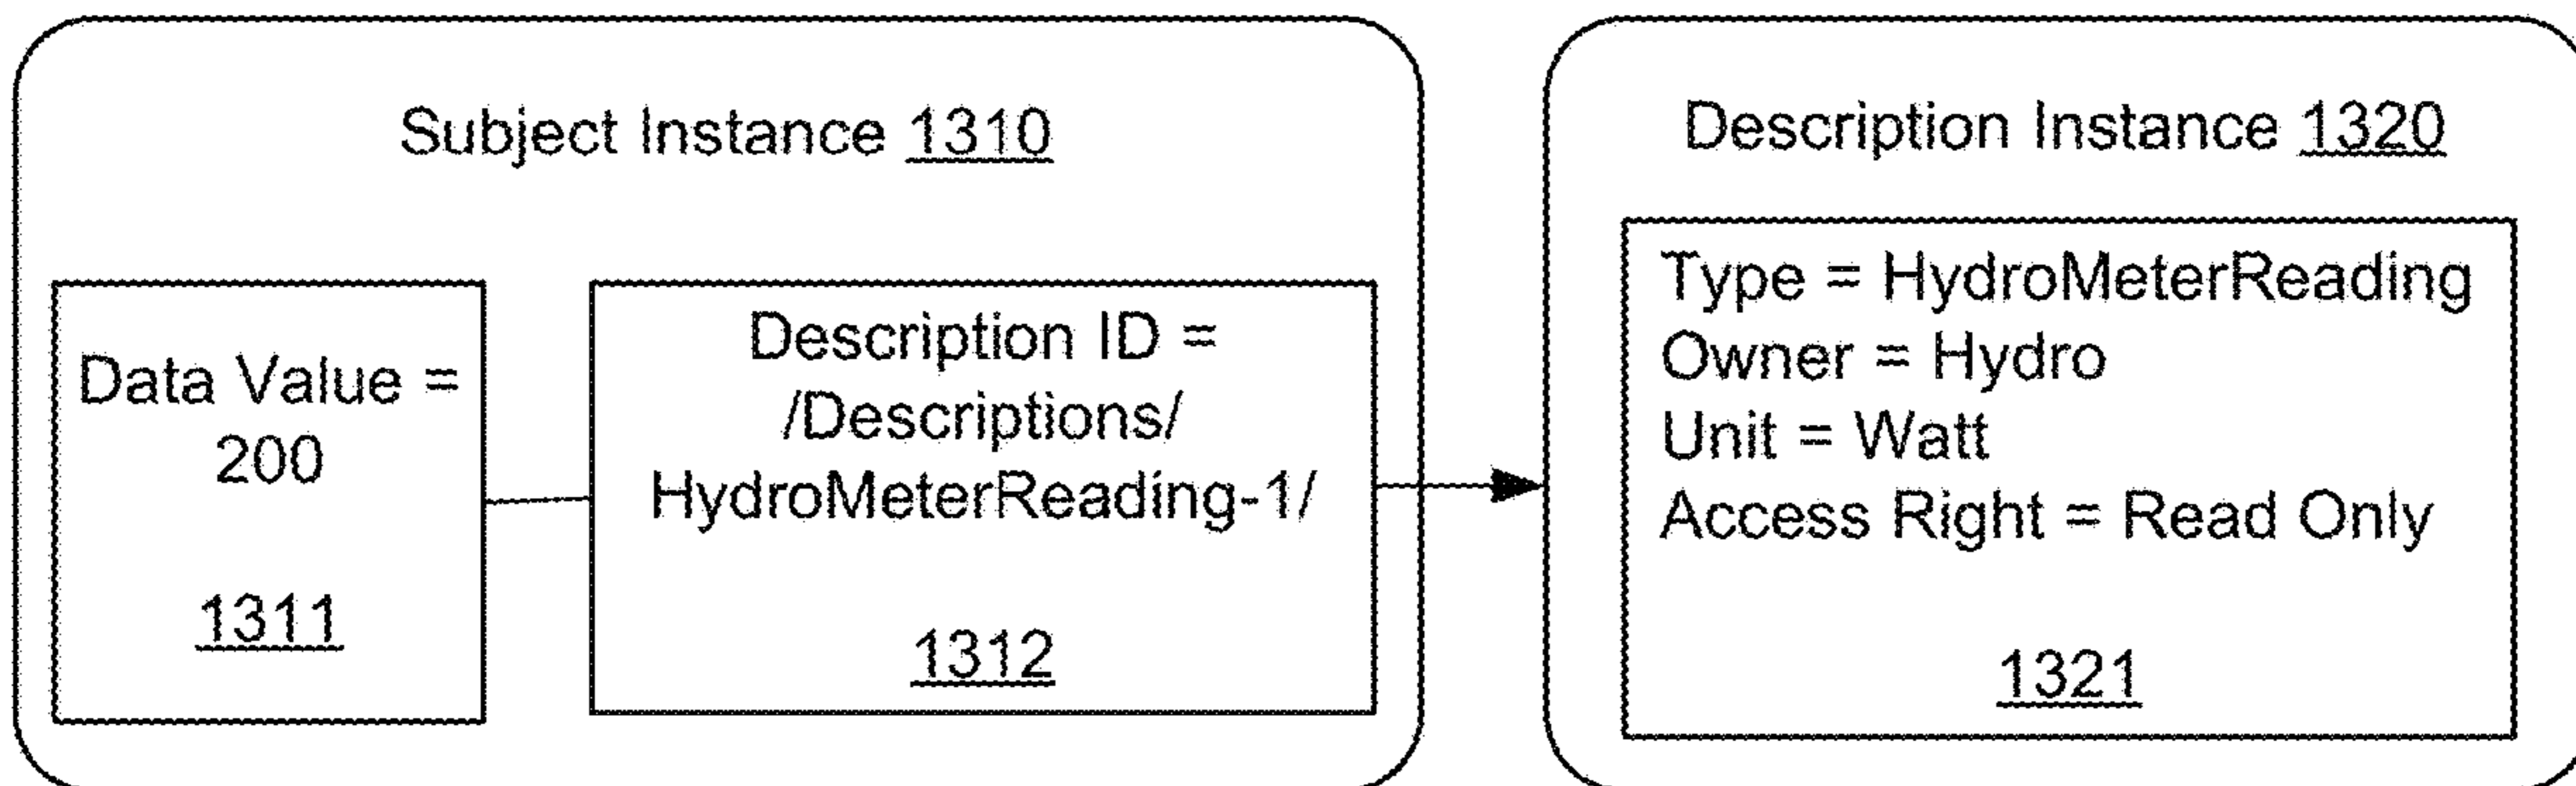 Subject Instance 1310
Data Value =
200
1311
Description ID =
/Descriptions/
HydroMeterReading-1/
1312
Description Instance 1320
Type = HydroMeterReading
Owner = Hydro
Unit = Watt
Access Right = Read Only
1321